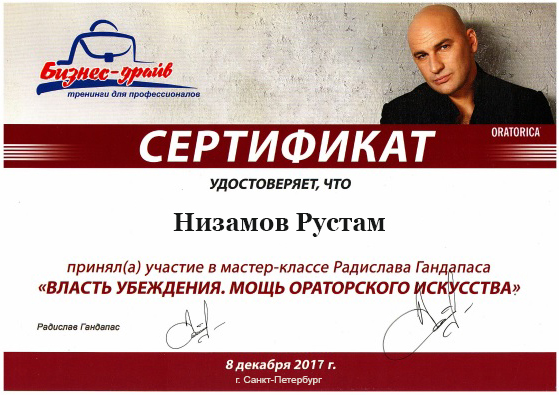 Бизнес-драйв
тренинги для профессионалов
ORATORICA
СЕРТИФИКАТ
УДОСТОВЕРЯЕТ, ЧТО
Низамов Рустам
принял(а) участие в мастер-классе Радислава Гандапаса
«ВЛАСТЬ УБЕЖДЕНИЯ. МОЩЬ ОРАТОРСКОГО ИСКУССТВА»
Радислав Гандапас
8 декабря 2017 г.
г. Санкт-Петербург